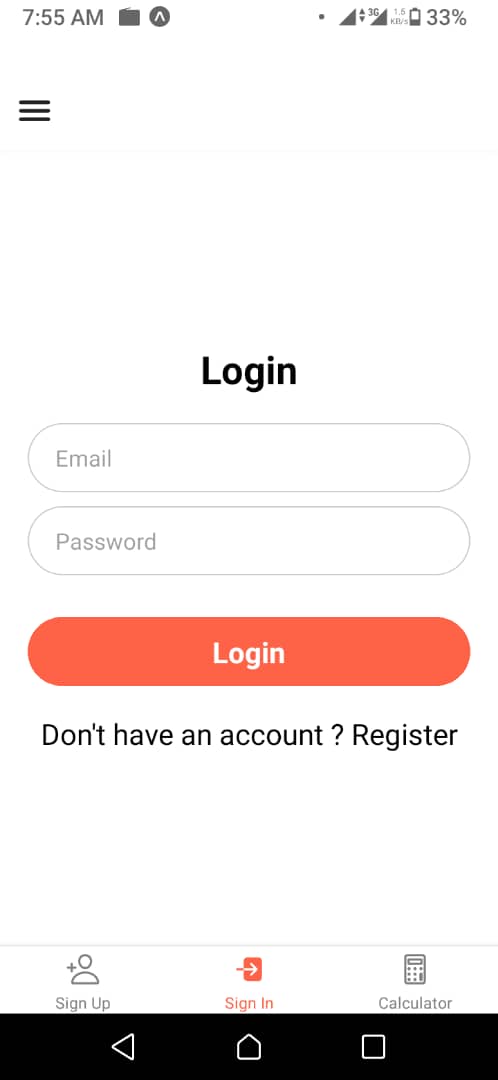 7:55 AM 3G 1.5 KB/s 33%
Login
Email
Password
Login
Don't have an account ? Register
Sign Up Sign In Calculator